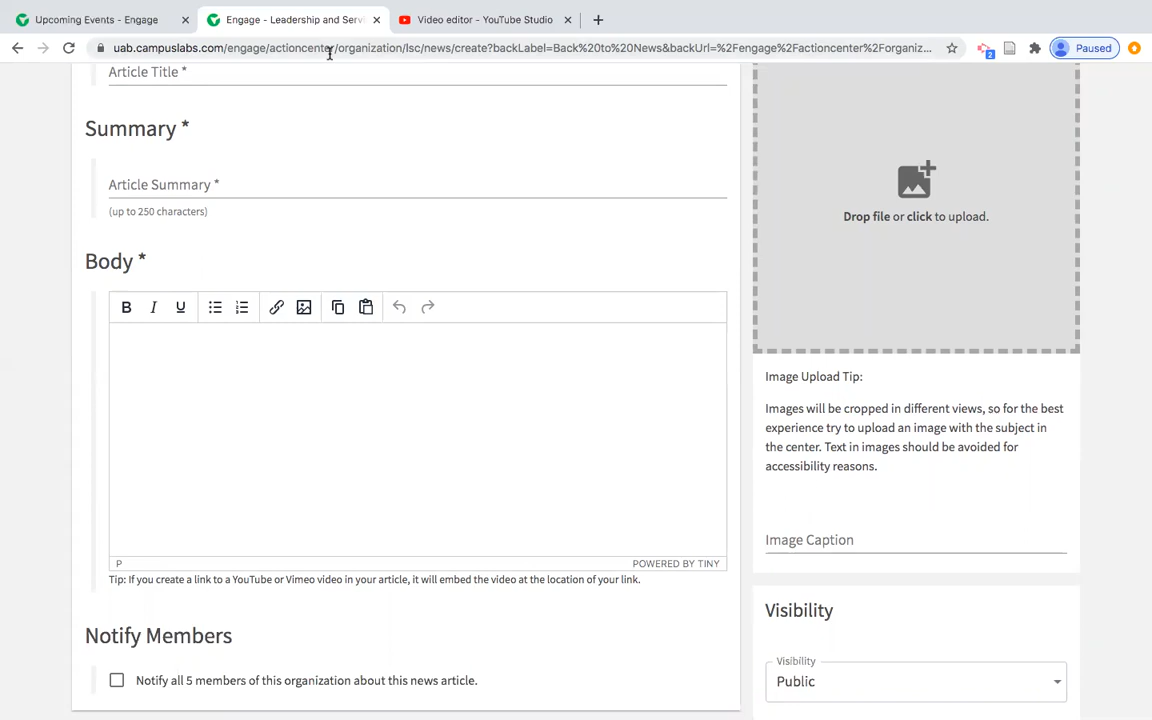 Upcoming Events - Engage
Engage - Leadership and Servi
Video editor - YouTube Studio
uab.campuslabs.com/engage/actioncenter/organization/lsc/news/create?backLabel=Back%20to%20News&backUrl=%2Fengage%2Factioncenter%2Forganiz...
2
Paused
Article Title *
Summary *
Article Summary *
(up to 250 characters)
Body *
B I U
P
POWERED BY TINY
Tip: If you create a link to a YouTube or Vimeo video in your article, it will embed the video at the location of your link.
Notify Members
Notify all 5 members of this organization about this news article.
Drop file or click to upload.
Image Upload Tip:
Images will be cropped in different views, so for the best
experience try to upload an image with the subject in
the center. Text in images should be avoided for
accessibility reasons.
Image Caption
Visibility
Visibility
Public